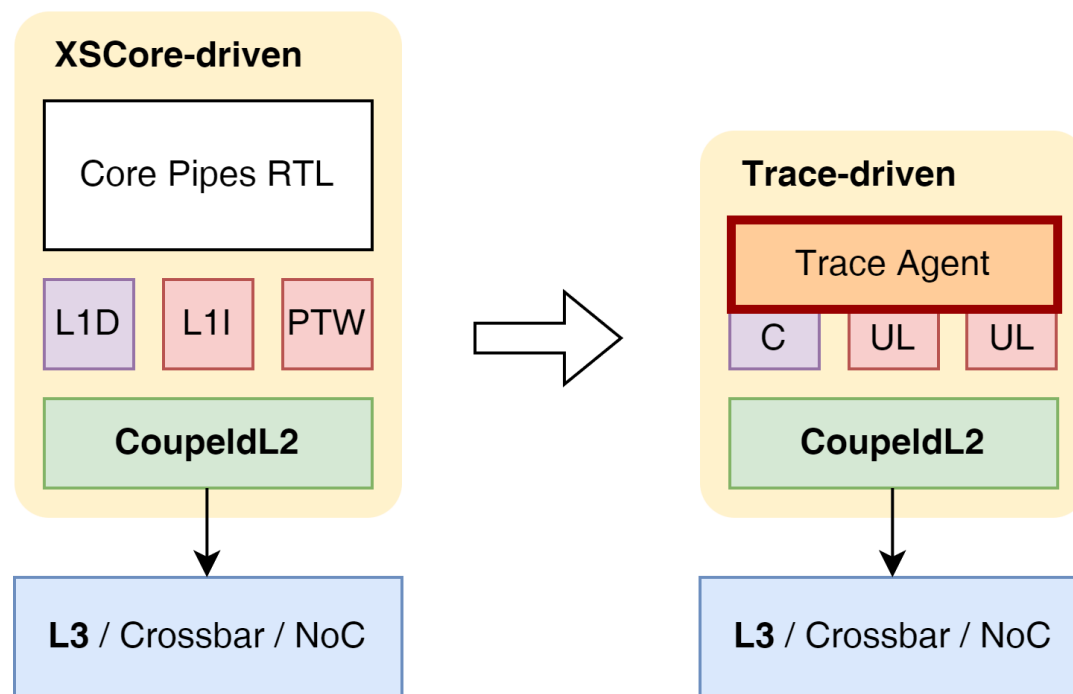 XSCore-driven
Core Pipes RTL
L1D
L1I
PTW
CoupeldL2
L3 / Crossbar / NoC
Trace-driven
Trace Agent
C
UL
UL
CoupeldL2
L3 / Crossbar / NoC